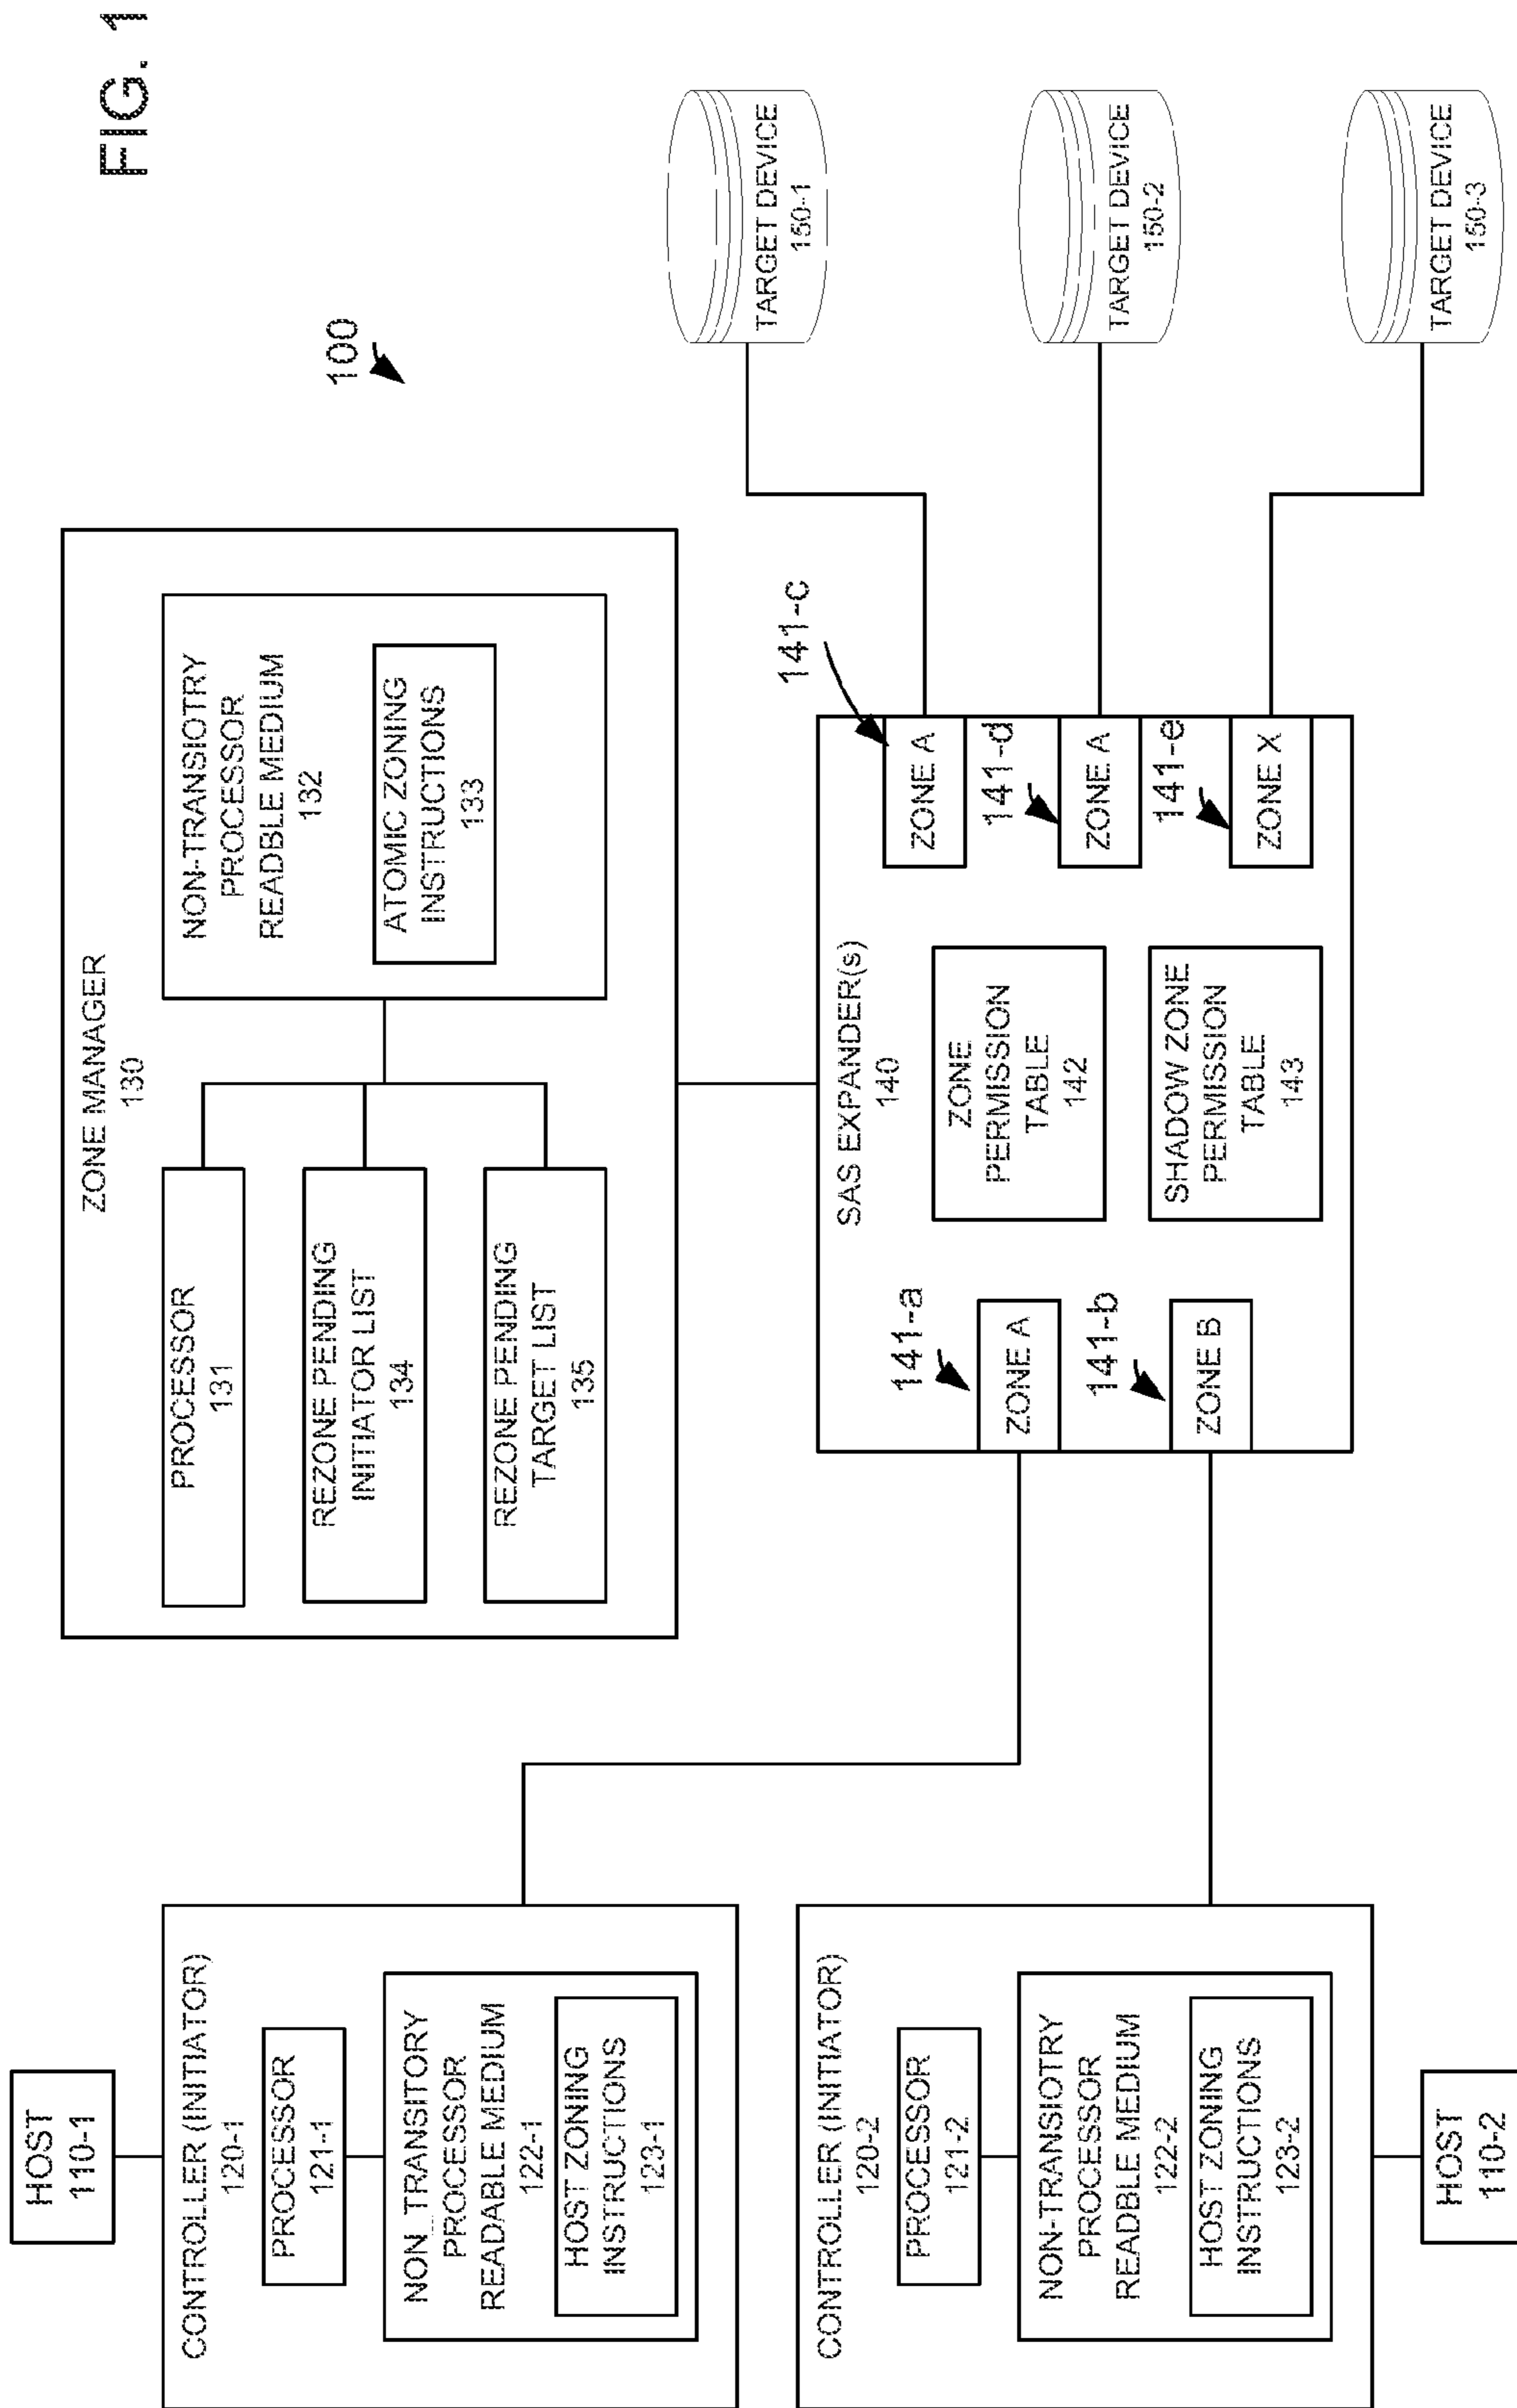 FIG. 1
100
HOST
110-1
CONTROLLER (INITIATOR)
120-1
PROCESSOR
121-1
NON TRANSITORY
PROCESSOR
READABLE MEDIUM
122-1
HOST ZONING
INSTRUCTIONS
123-1
CONTROLLER (INITIATOR)
120-2
PROCESSOR
121-2
NON-TRANSIOTRY
PROCESSOR
READBLE MEDIUM
122-2
HOST ZONING
INSTRUCTIONS
123-2
HOST
110-2
ZONE MANAGER
130
PROCESSOR
131
REZONE PENDING
INITIATOR LIST
134
REZONE PENDING
TARGET LIST
135
NON-TRANSIOTRY
PROCESSOR
READBLE MEDIUM
132
ATOMIC ZONING
INSTRUCTIONS
133
SAS EXPANDER(s)
140
141-a
ZONE A
141-b
ZONE B
ZONE
PERMISSION
TABLE
142
SHADOW ZONE
PERMISSION
TABLE
143
141-c
ZONE A
141-d
ZONE A
141-e
ZONE X
TARGET DEVICE
150-1
TARGET DEVICE
150-2
TARGET DEVICE
150-3